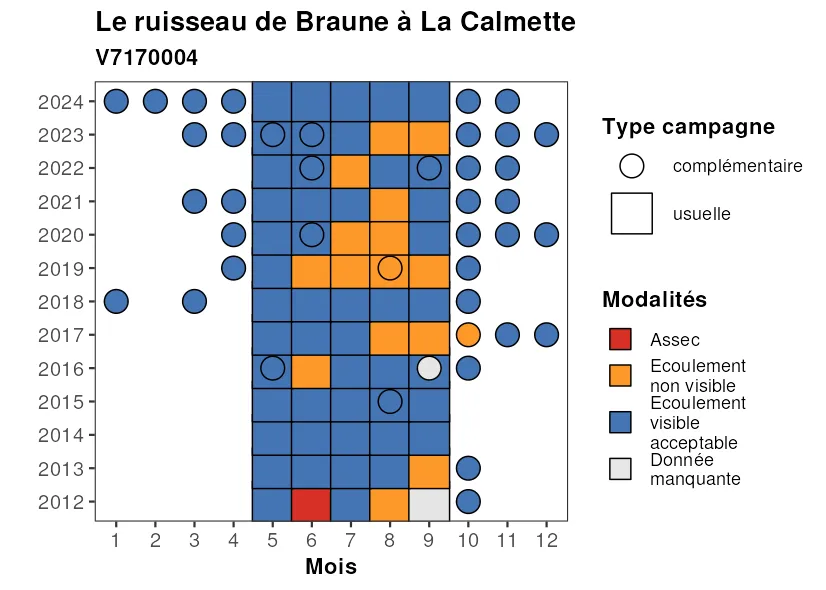 Le ruisseau de Braune à La Calmette
V7170004
2024
2023
2022
2021
2020
2019
2018
2017
2016
2015
2014
2013
2012
1 2 3 4 5 6 7 8 9 10 11 12
Mois
Type campagne
complémentaire
usuelle
Modalités
Assec
Ecoulement
non visible
Ecoulement
visible
acceptable
Donnée
manquante